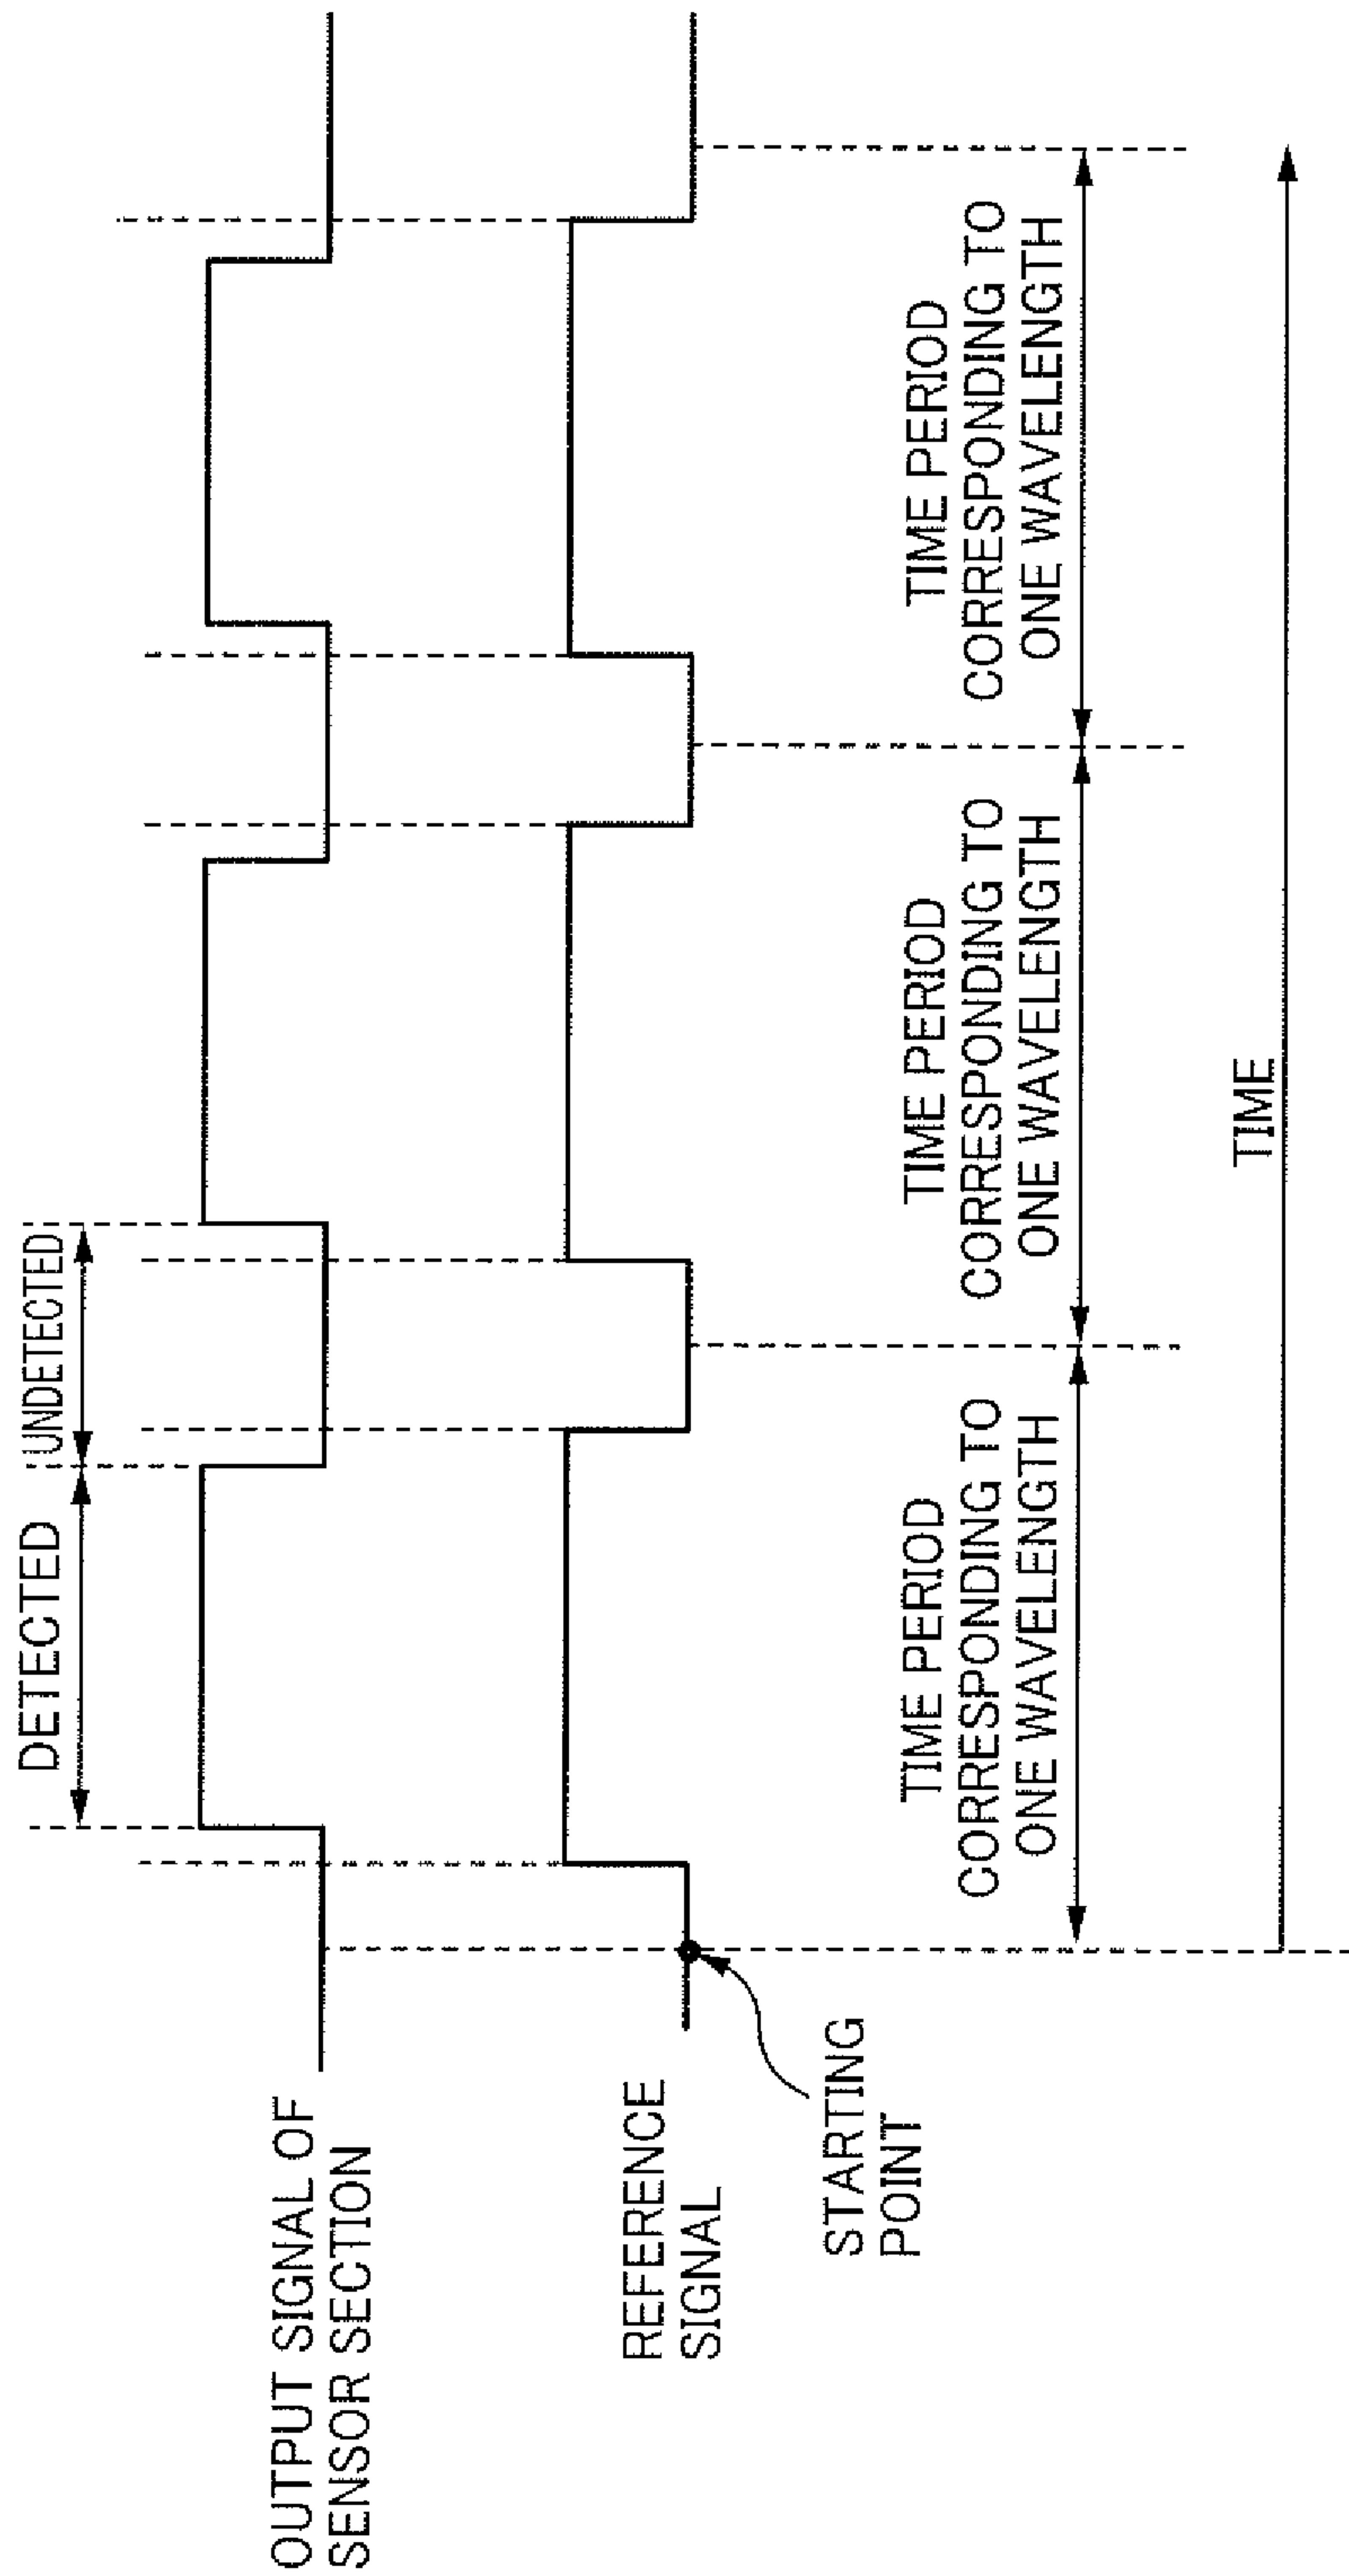 DETECTED
UNDETECTED
OUTPUT SIGNAL OF
SENSOR SECTION
REFERENCE
SIGNAL
STARTING
POINT
TIME PERIOD
CORRESPONDING TO
ONE WAVELENGTH
TIME PERIOD
CORRESPONDING TO
ONE WAVELENGTH
TIME PERIOD
CORRESPONDING TO
ONE WAVELENGTH
TIME